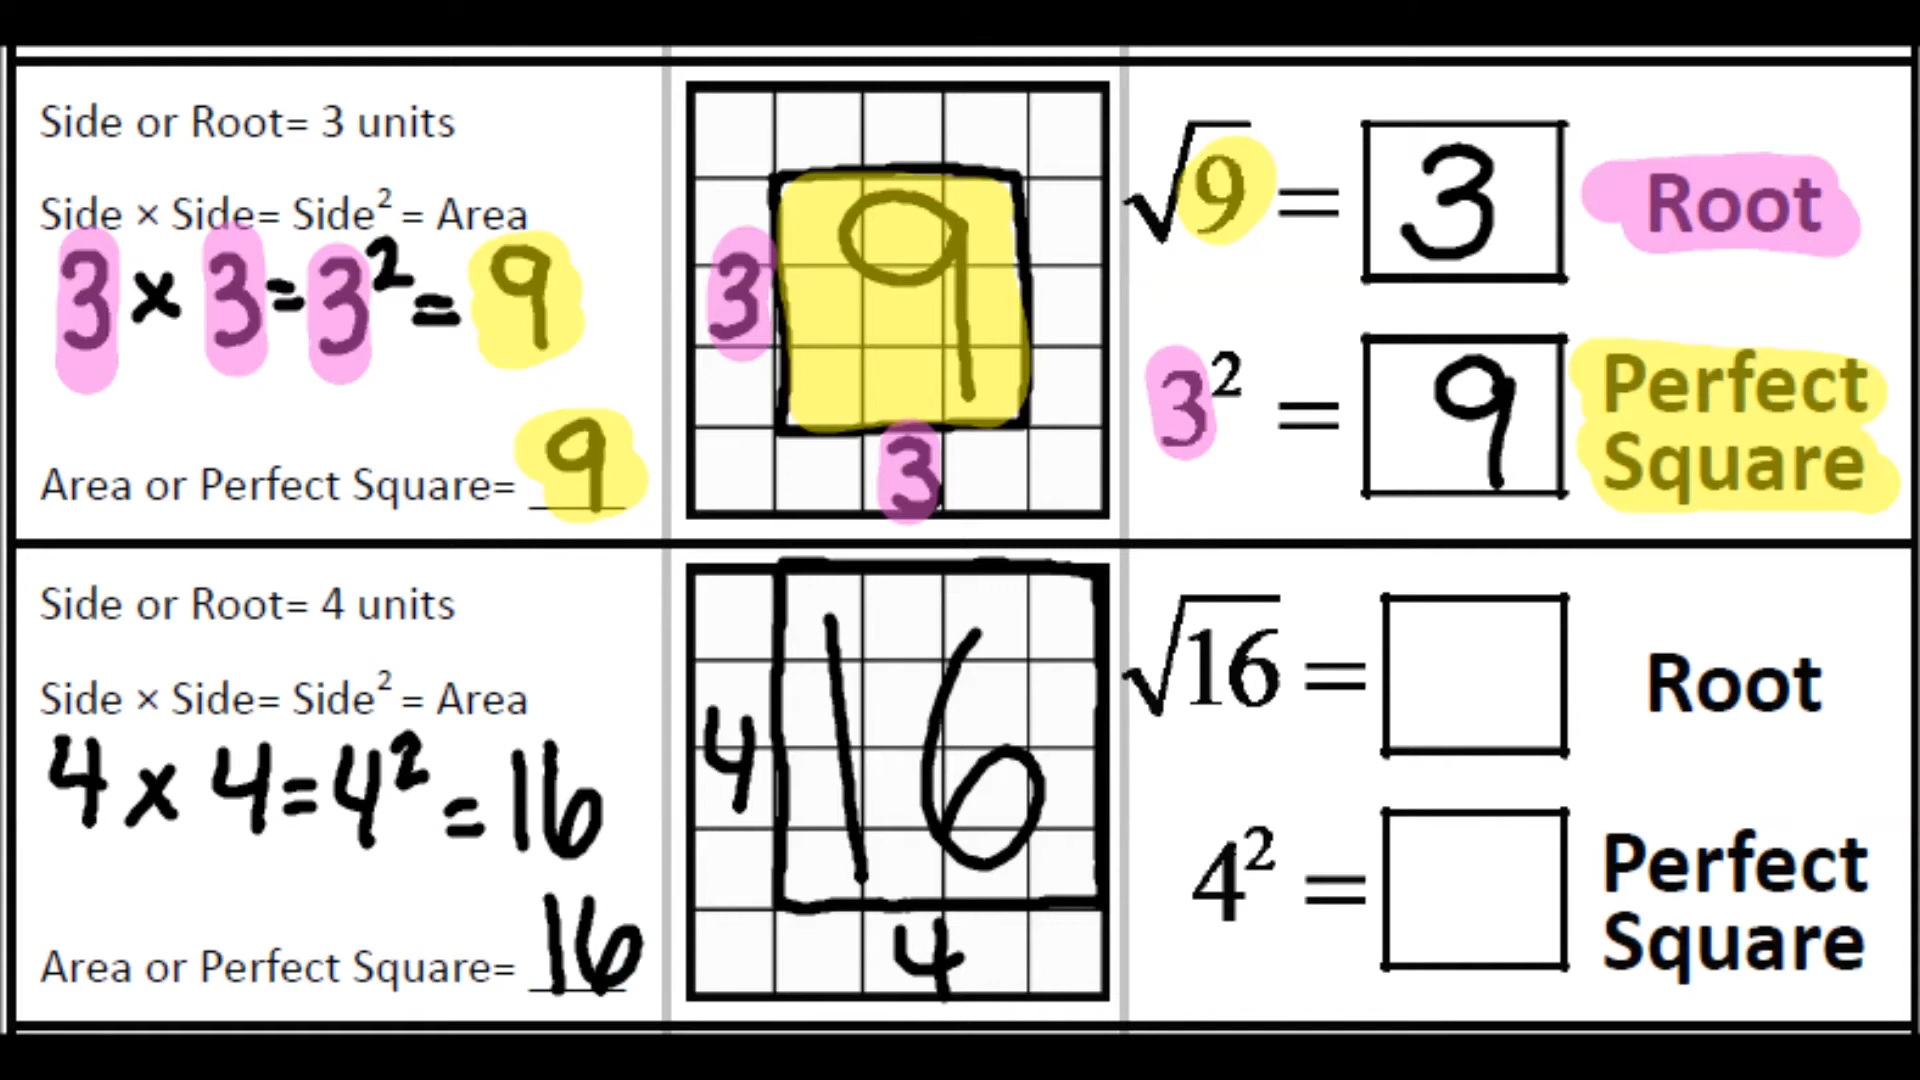 Side or Root= 3 units
Side × Side= Side² = Area
3 × 3 = 3² = 9
Area or Perfect Square= 9
9
3
3
√9 = 3 Root
3² = 9 Perfect
Square
Side or Root= 4 units
Side × Side= Side² = Area
4 × 4 = 4² = 16
Area or Perfect Square= 16
16
4
4
√16 = Root
4² = Perfect
Square